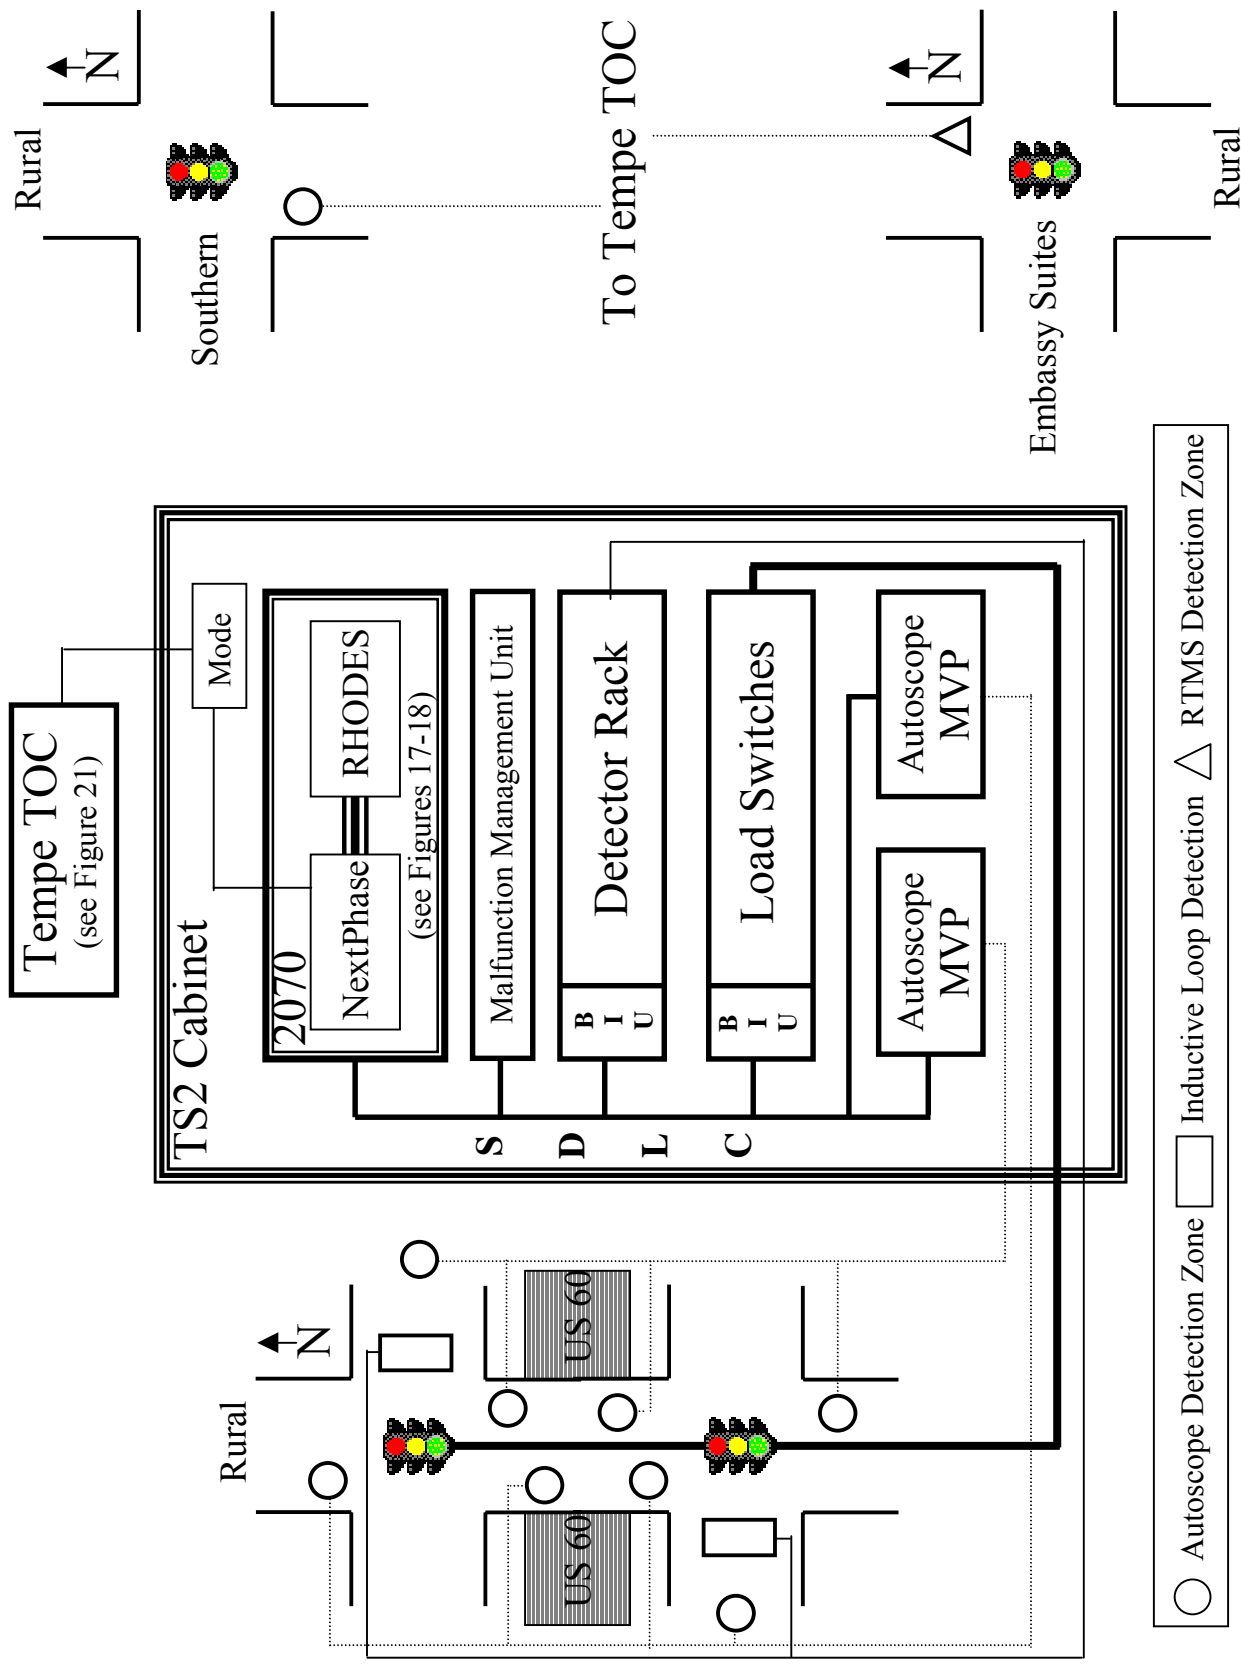 Tempe TOC
(see Figure 21)
TS2 Cabinet
Mode
2070
NextPhase
RHODES
(see Figures 17-18)
Malfunction Management Unit
B
I
U
Detector Rack
B
I
U
Load Switches
Autoscope
MVP
Autoscope
MVP
S
D
L
C
Rural
N
US 60
US 60
Rural
N
Southern
To Tempe TOC
N
Embassy Suites
Rural
Autoscope Detection Zone
Inductive Loop Detection
RTMS Detection Zone